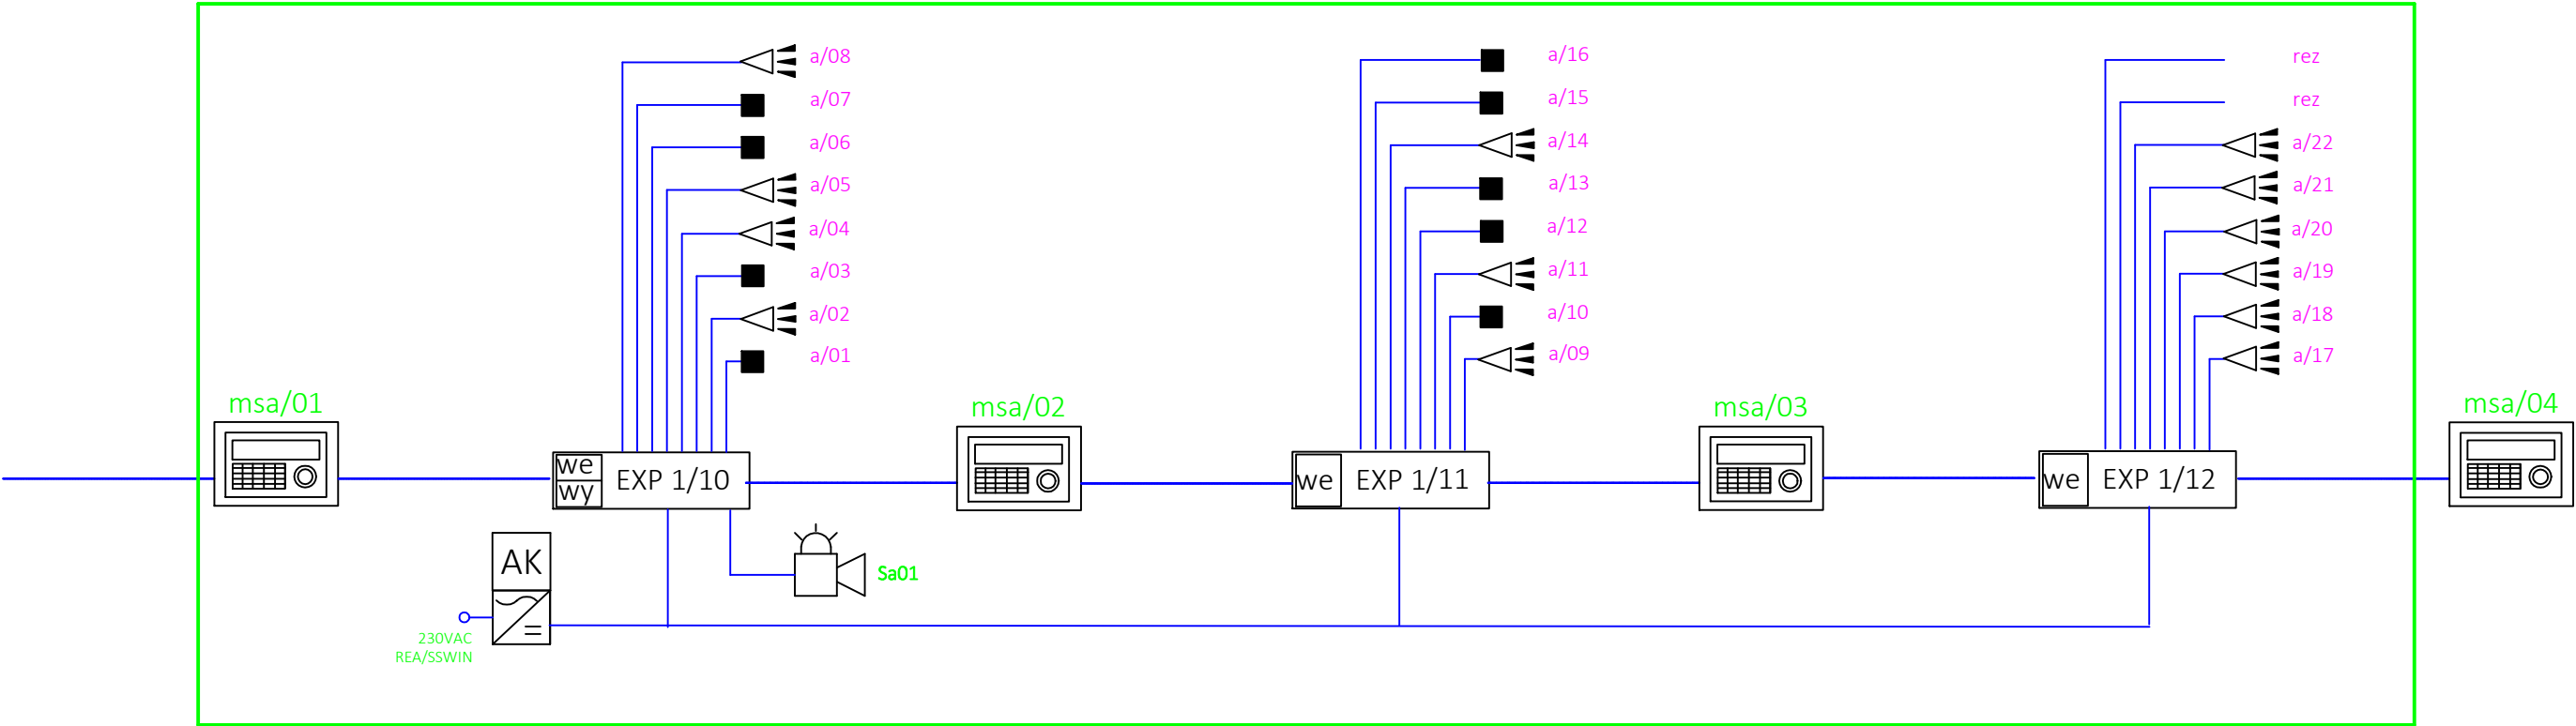 a/08
a/07
a/06
a/05
a/04
a/03
a/02
a/01
a/16
a/15
a/14
a/13
a/12
a/11
a/10
a/09
rez
rez
a/22
a/21
a/20
a/19
a/18
a/17
msa/01
msa/02
msa/03
msa/04
we
wy
EXP 1/10
we
EXP 1/11
we
EXP 1/12
AK
Sa01
230VAC
REA/SSWIN